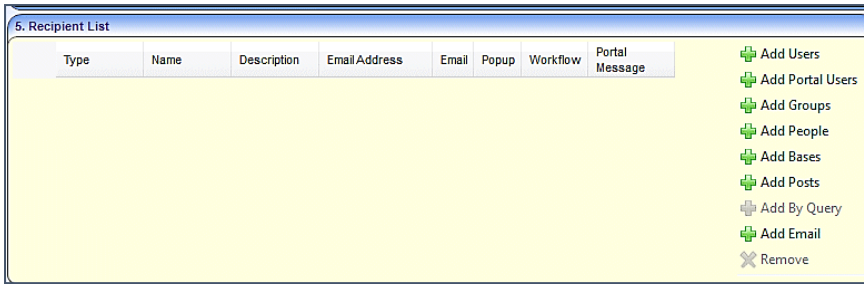 5. Recipient List
Type Name Description Email Address Email Popup Workflow Portal Message
Add Users
Add Portal Users
Add Groups
Add People
Add Bases
Add Posts
Add By Query
Add Email
Remove